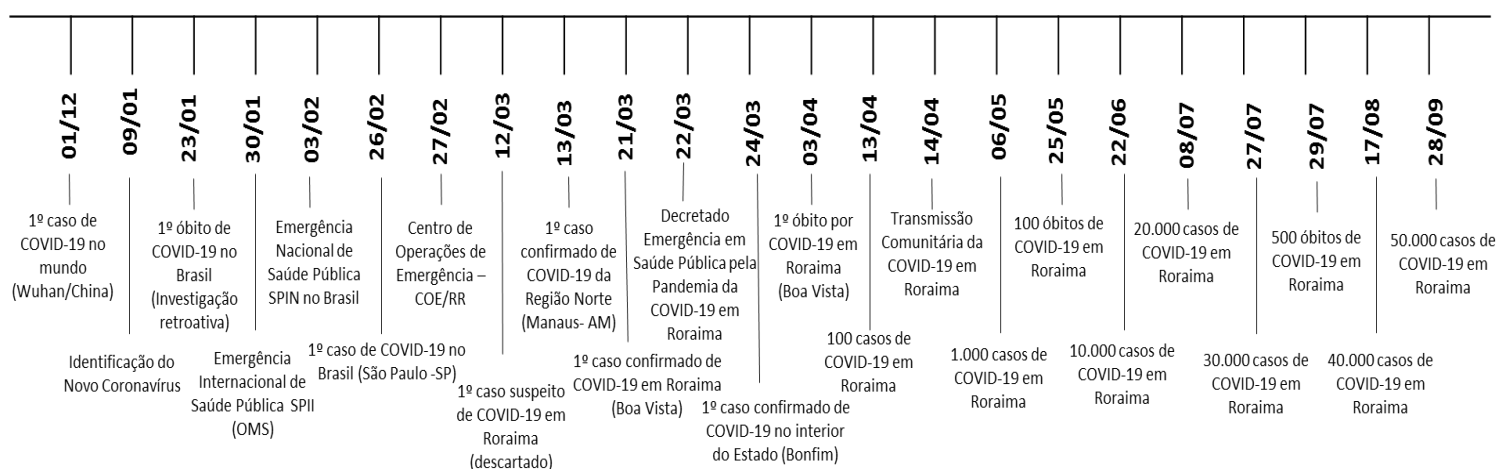 01/12
09/01
23/01
30/01
03/02
26/02
27/02
12/03
13/03
21/03
22/03
24/03
03/04
13/04
14/04
06/05
25/05
22/06
08/07
27/07
29/07
17/08
28/09
1º caso de
COVID-19 no
mundo
(Wuhan/China)
Identificação do
Novo Coronavírus
1º óbito de
COVID-19 no
Brasil
(Investigação
retroativa)
Emergência
Internacional de
Saúde Pública SPII
(OMS)
Emergência
Nacional de
Saúde Pública
SPIN no Brasil
1º caso de COVID-19 no
Brasil (São Paulo -SP)
Centro de
Operações de
Emergência –
COE/RR
1º caso suspeito
de COVID-19 em
Roraima
(descartado)
1º caso
confirmado de
COVID-19 da
Região Norte
(Manaus- AM)
1º caso confirmado de
COVID-19 em Roraima
(Boa Vista)
Decretado
Emergência em
Saúde Pública pela
Pandemia da
COVID-19 em
Roraima
1º caso confirmado de
COVID-19 no interior
do Estado (Bonfim)
1º óbito por
COVID-19 em
Roraima
(Boa Vista)
100 casos de
COVID-19 em
Roraima
Transmissão
Comunitária da
COVID-19 em
Roraima
1.000 casos de
COVID-19 em
Roraima
100 óbitos de
COVID-19 em
Roraima
10.000 casos de
COVID-19 em
Roraima
20.000 casos de
COVID-19 em
Roraima
30.000 casos de
COVID-19 em
Roraima
500 óbitos de
COVID-19 em
Roraima
40.000 casos de
COVID-19 em
Roraima
50.000 casos de
COVID-19 em
Roraima